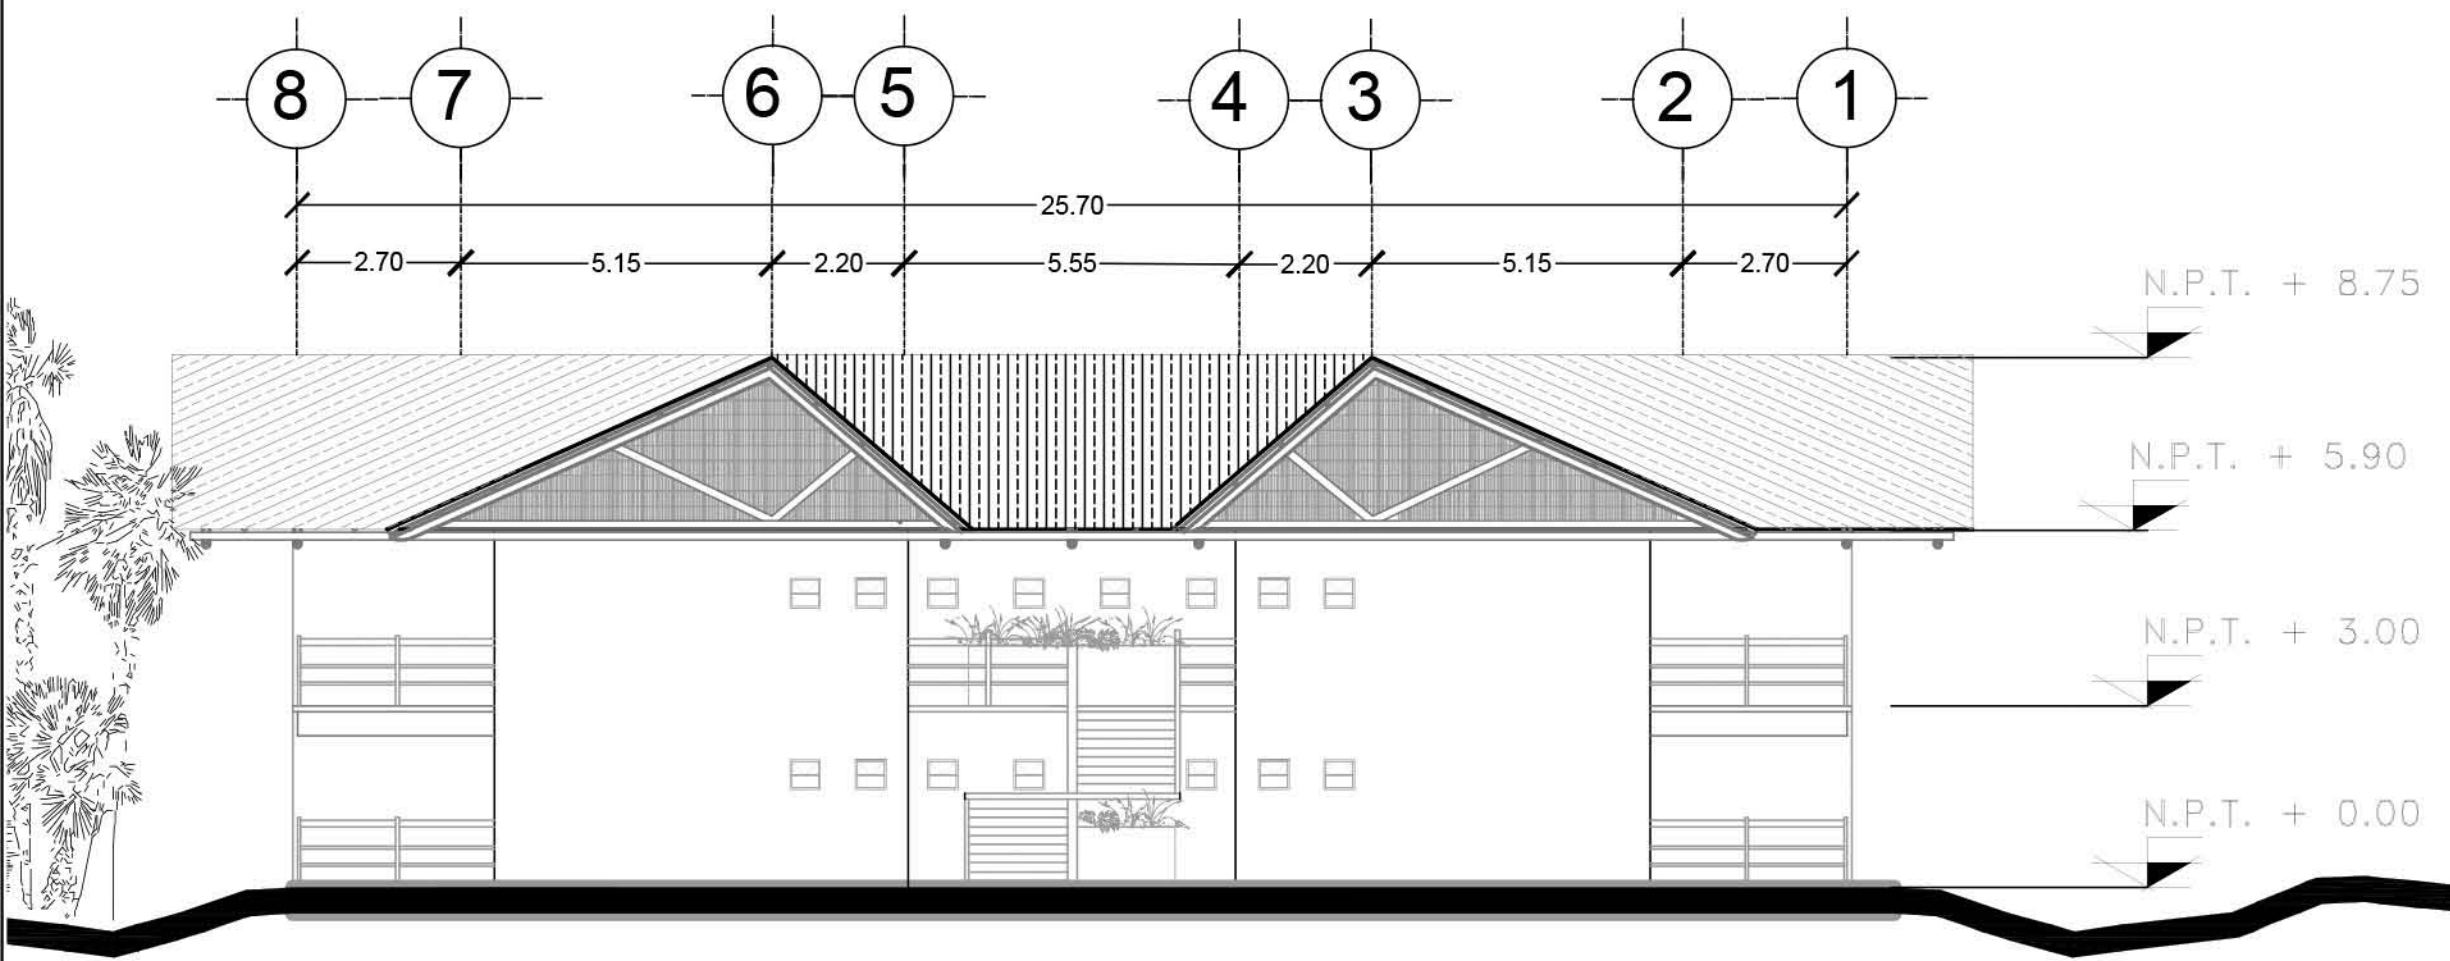 8 7 6 5 4 3 2 1
25.70
2.70 5.15 2.20 5.55 2.20 5.15 2.70
N.P.T. + 8.75
N.P.T. + 5.90
N.P.T. + 3.00
N.P.T. + 0.00